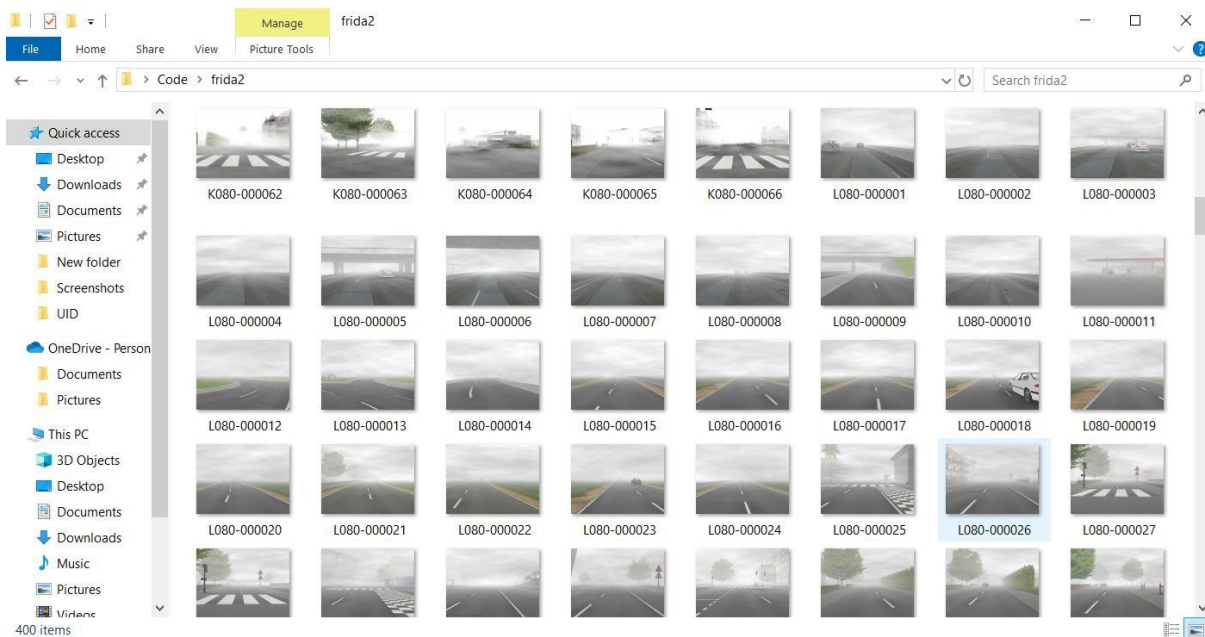 Manage
frida2
File
Home
Share
View
Picture Tools
Code
frida2
Search frida2
Quick access
Desktop
Downloads
Documents
Pictures
New folder
Screenshots
UID
OneDrive - Person
Documents
Pictures
This PC
3D Objects
Desktop
Documents
Downloads
Music
Pictures
Videos
K080-000062 K080-000063 K080-000064 K080-000065 K080-000066 L080-000001 L080-000002 L080-000003
L080-000004 L080-000005 L080-000006 L080-000007 L080-000008 L080-000009 L080-000010 L080-000011
L080-000012 L080-000013 L080-000014 L080-000015 L080-000016 L080-000017 L080-000018 L080-000019
L080-000020 L080-000021 L080-000022 L080-000023 L080-000024 L080-000025 L080-000026 L080-000027
400 items